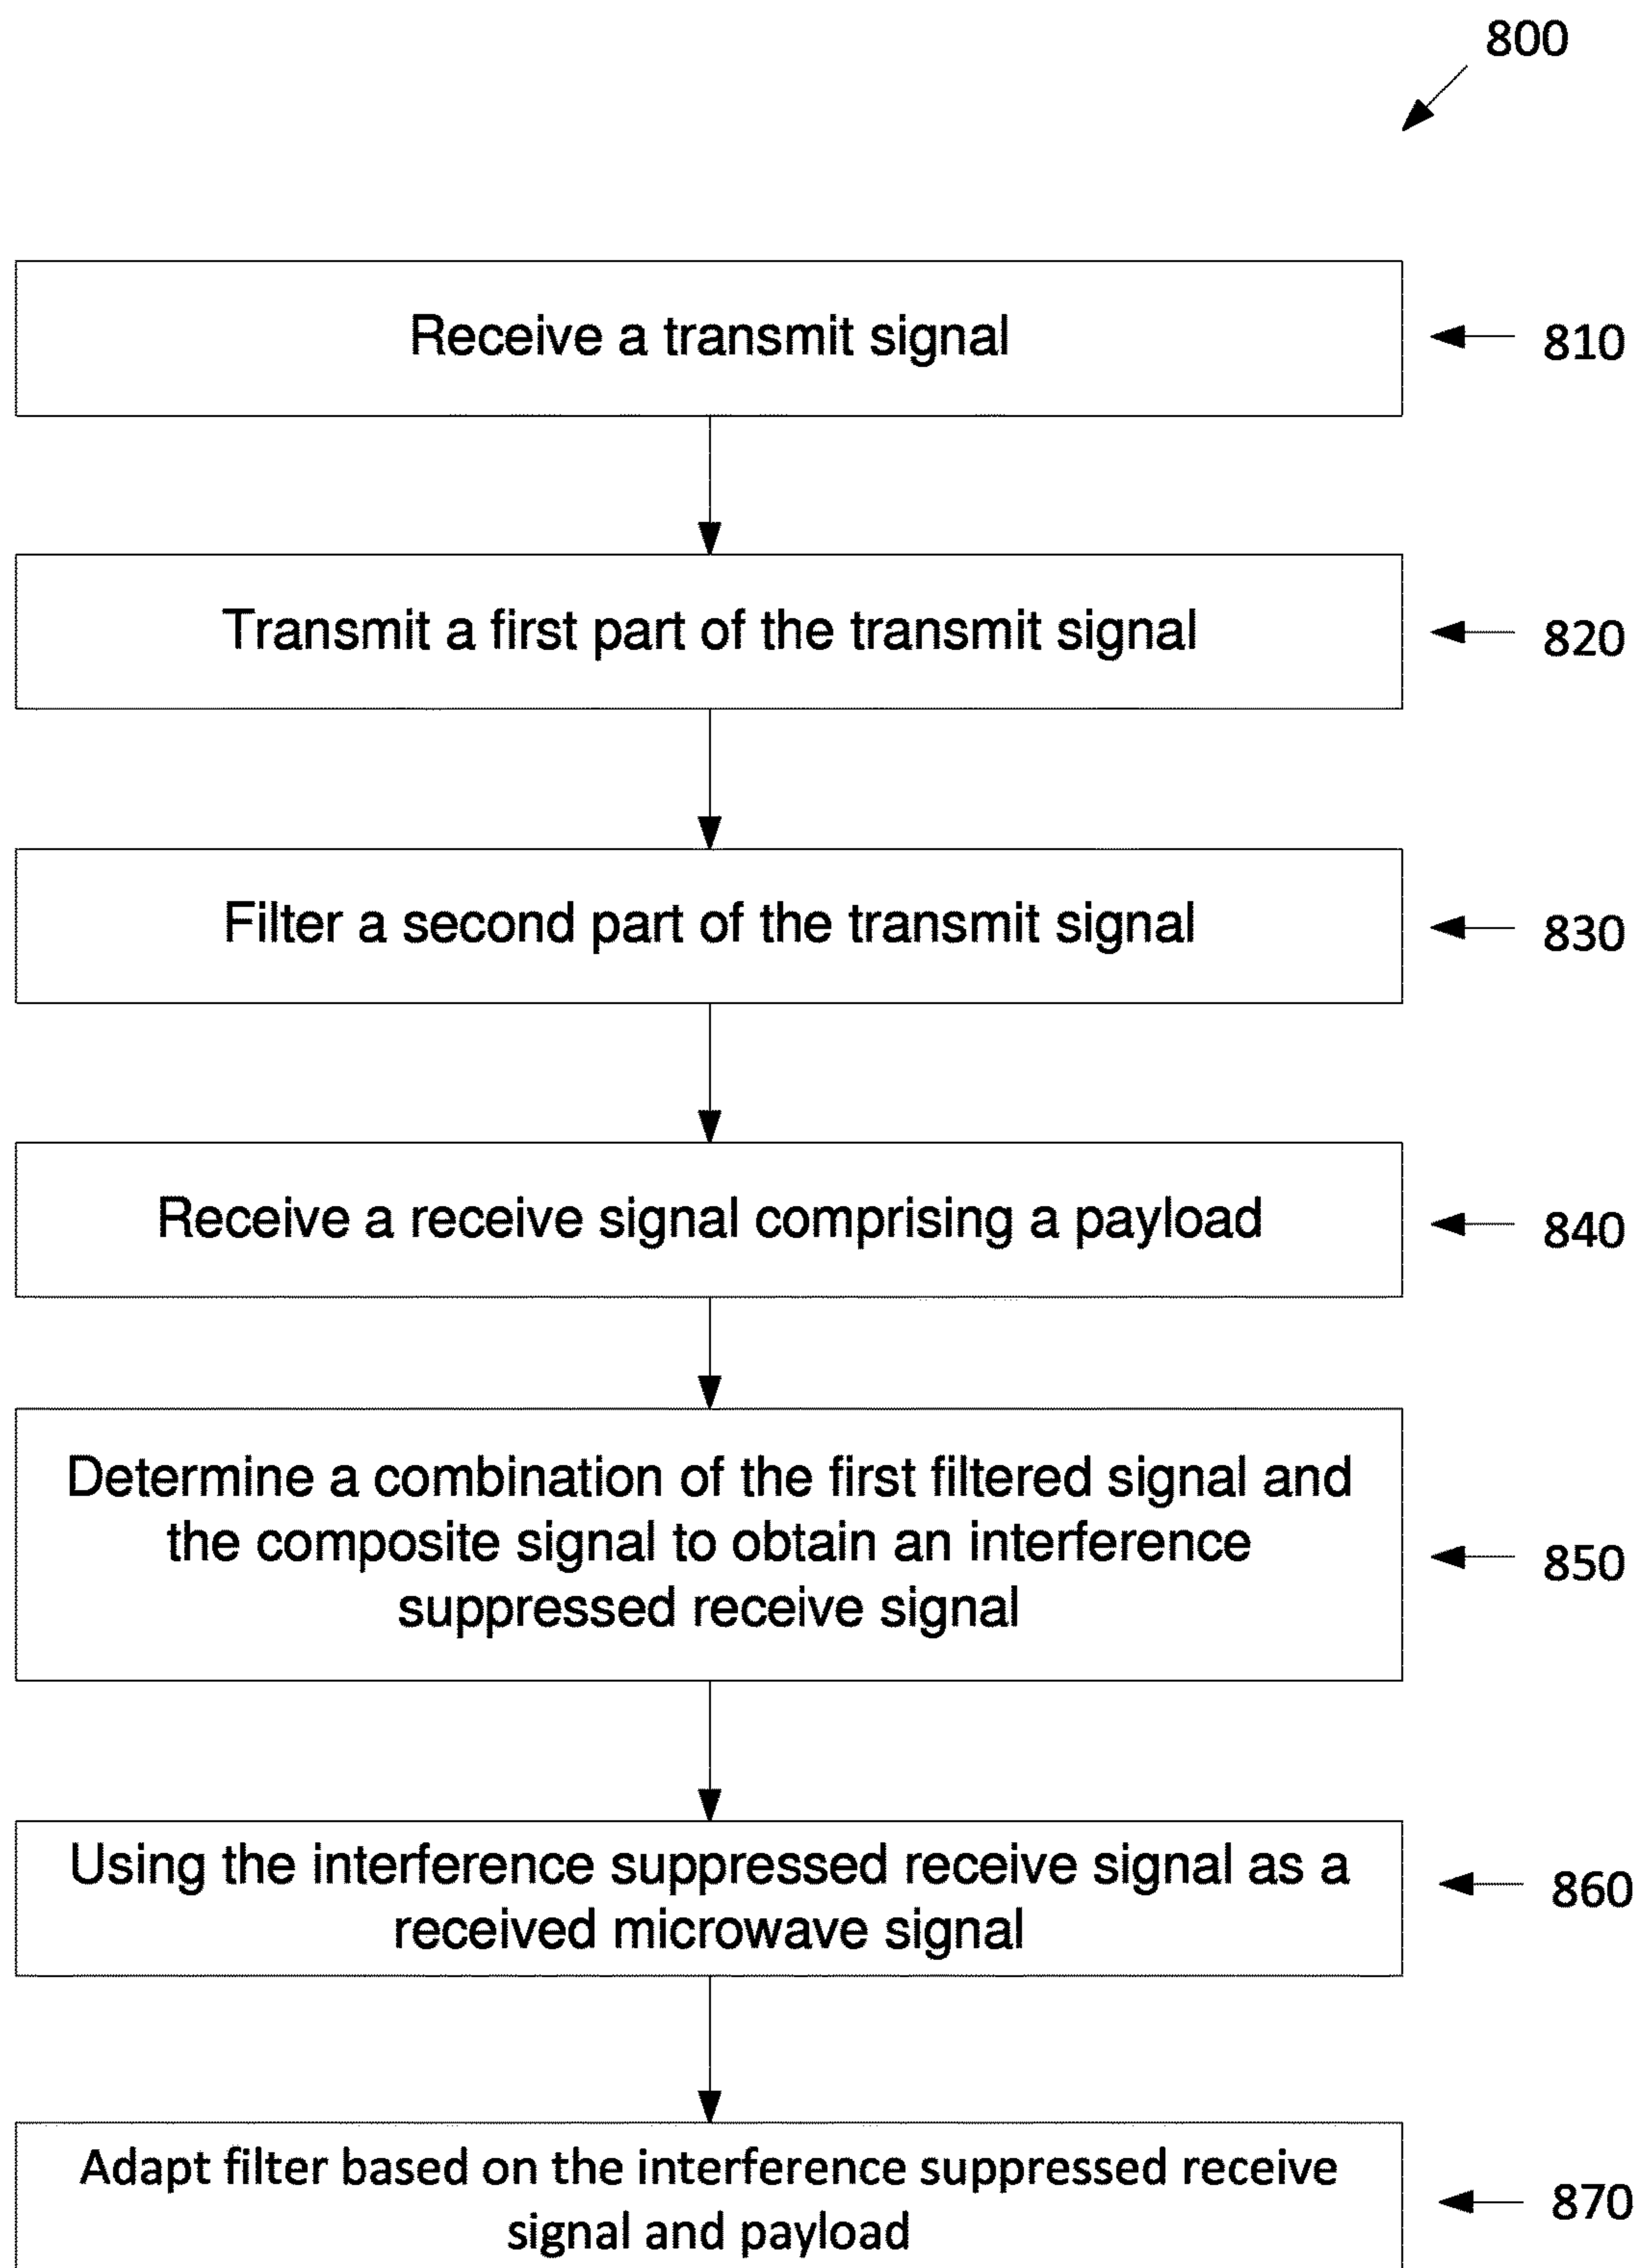 800
Receive a transmit signal
810
Transmit a first part of the transmit signal
820
Filter a second part of the transmit signal
830
Receive a receive signal comprising a payload
840
Determine a combination of the first filtered signal and
the composite signal to obtain an interference
suppressed receive signal
850
Using the interference suppressed receive signal as a
received microwave signal
860
Adapt filter based on the interference suppressed receive
signal and payload
870